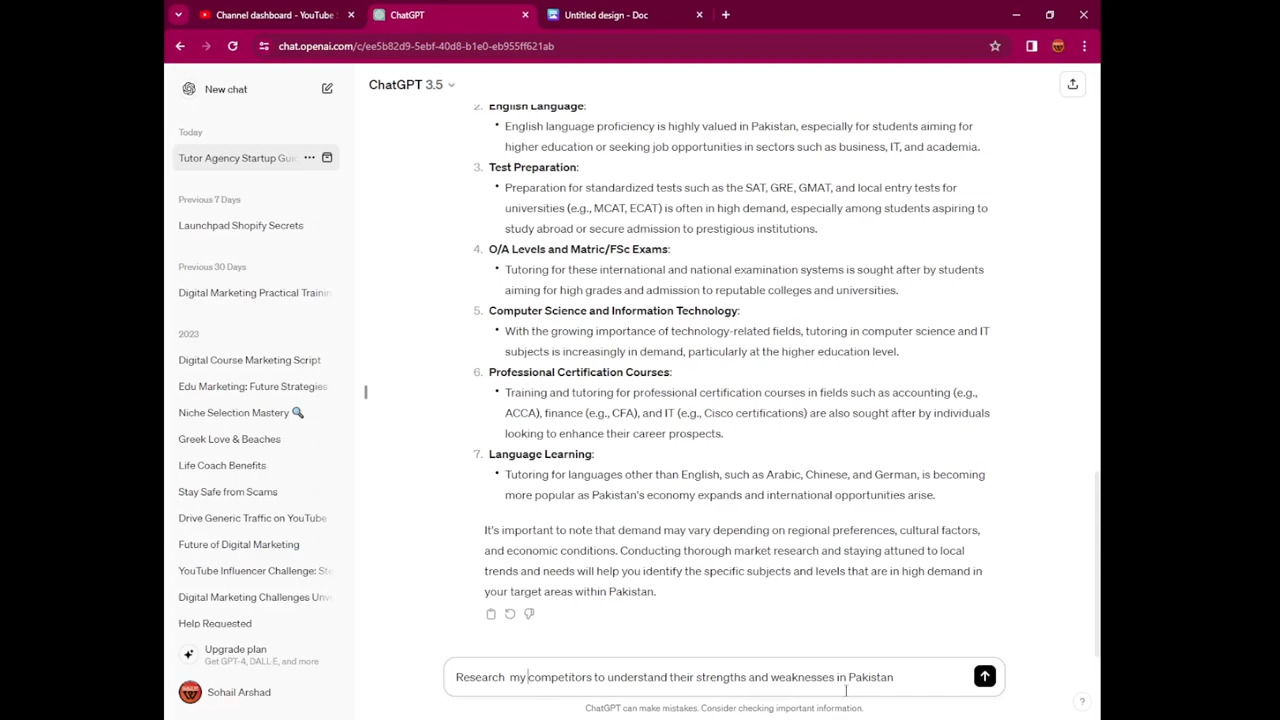 Channel dashboard - YouTube S
ChatGPT
Untitled design - Doc
chat.openai.com/c/ee5b82d9-5ebf-40d8-b1e0-eb955ff621ab
New chat
ChatGPT 3.5
Today
Tutor Agency Startup Guid
Previous 7 Days
Launchpad Shopify Secrets
Previous 30 Days
Digital Marketing Practical Trainin
2023
Digital Course Marketing Script
Edu Marketing: Future Strategies
Niche Selection Mastery
Greek Love & Beaches
Life Coach Benefits
Stay Safe from Scams
Drive Generic Traffic on YouTube
Future of Digital Marketing
YouTube Influencer Challenge: Ste
Digital Marketing Challenges Unve
Help Requested
Upgrade plan
Get GPT-4, DALL·E, and more
Sohail Arshad
2. English Language:
• English language proficiency is highly valued in Pakistan, especially for students aiming for
higher education or seeking job opportunities in sectors such as business, IT, and academia.
3. Test Preparation:
• Preparation for standardized tests such as the SAT, GRE, GMAT, and local entry tests for
universities (e.g., MCAT, ECAT) is often in high demand, especially among students aspiring to
study abroad or secure admission to prestigious institutions.
4. O/A Levels and Matric/FSc Exams:
• Tutoring for these international and national examination systems is sought after by students
aiming for high grades and admission to reputable colleges and universities.
5. Computer Science and Information Technology:
• With the growing importance of technology-related fields, tutoring in computer science and IT
subjects is increasingly in demand, particularly at the higher education level.
6. Professional Certification Courses:
• Training and tutoring for professional certification courses in fields such as accounting (e.g.,
ACCA), finance (e.g., CFA), and IT (e.g., Cisco certifications) are also sought after by individuals
looking to enhance their career prospects.
7. Language Learning:
• Tutoring for languages other than English, such as Arabic, Chinese, and German, is becoming
more popular as Pakistan's economy expands and international opportunities arise.
It's important to note that demand may vary depending on regional preferences, cultural factors,
and economic conditions. Conducting thorough market research and staying attuned to local
trends and needs will help you identify the specific subjects and levels that are in high demand in
your target areas within Pakistan.
Research my competitors to understand their strengths and weaknesses in Pakistan
ChatGPT can make mistakes. Consider checking important information.
?